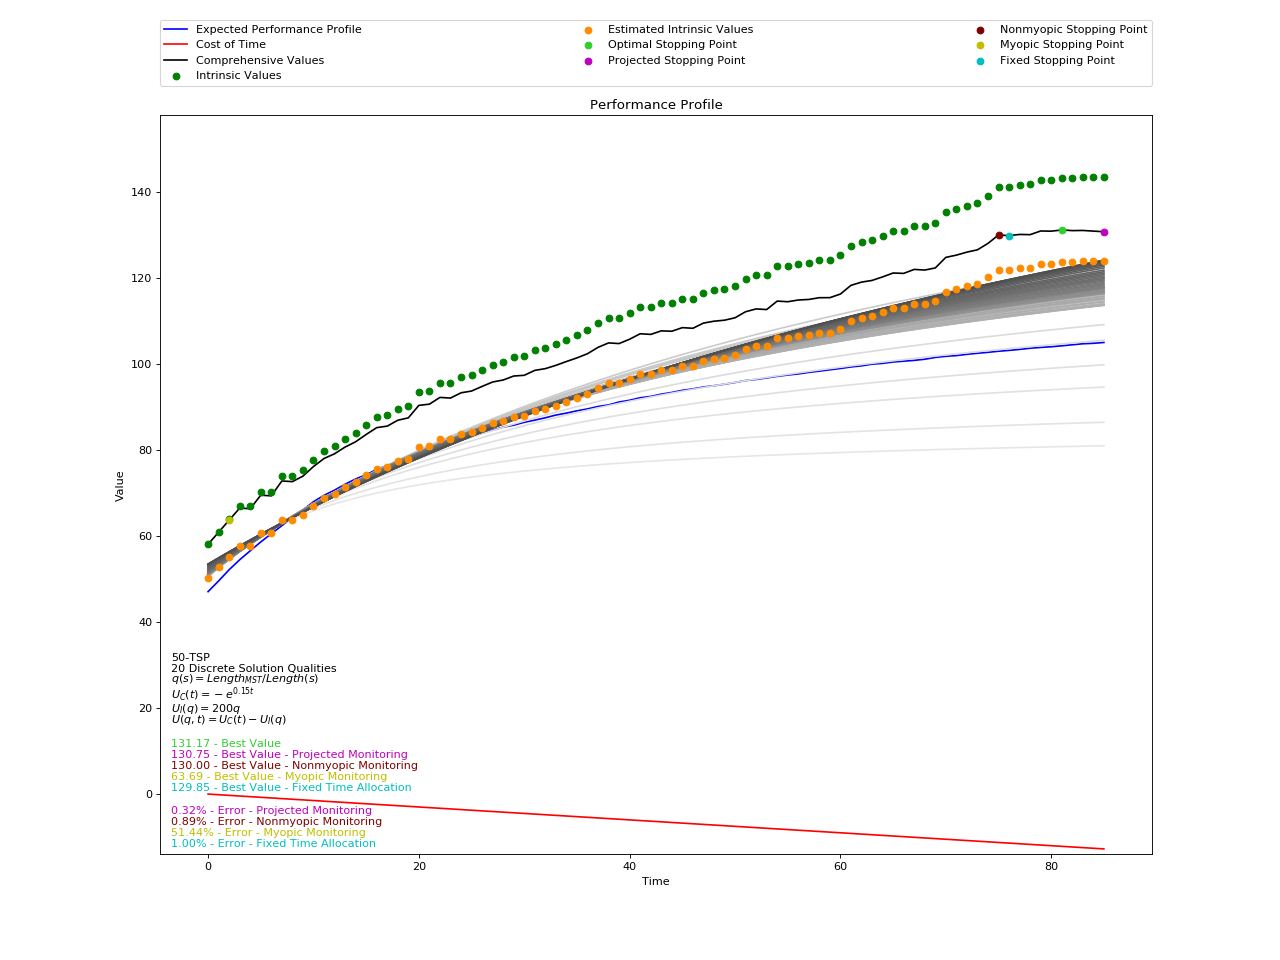 Expected Performance Profile
Cost of Time
Comprehensive Values
Intrinsic Values
Estimated Intrinsic Values
Optimal Stopping Point
Projected Stopping Point
Nonmyopic Stopping Point
Myopic Stopping Point
Fixed Stopping Point
Performance Profile
140
120
100
80
60
40
20
0
Value
50-TSP
20 Discrete Solution Qualities
q(s) = Length_{MST}/Length(s)
U_C(t) = −e^{0.15t}
U_I(q) = 200q
U(q, t) = U_C(t) − U_I(q)
131.17 - Best Value
130.75 - Best Value - Projected Monitoring
130.00 - Best Value - Nonmyopic Monitoring
63.69 - Best Value - Myopic Monitoring
129.85 - Best Value - Fixed Time Allocation
0.32% - Error - Projected Monitoring
0.89% - Error - Nonmyopic Monitoring
51.44% - Error - Myopic Monitoring
1.00% - Error - Fixed Time Allocation
0 20 40 60 80
Time